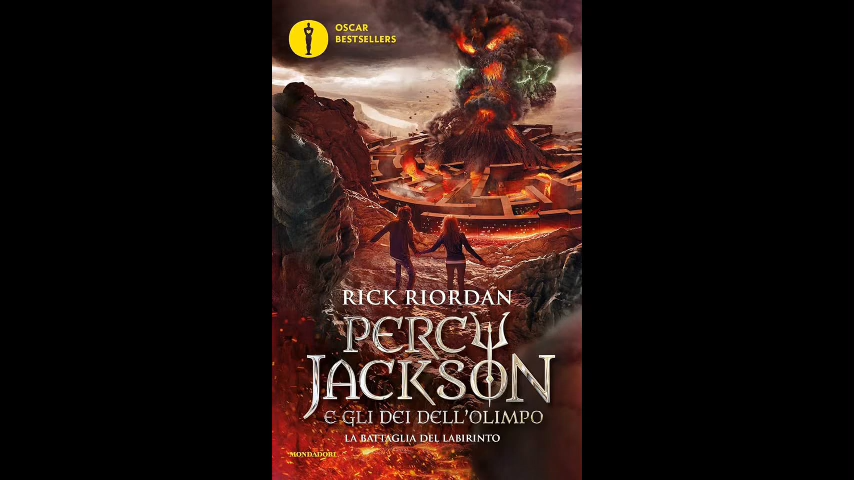 OSCAR
BESTSELLERS
RICK RIORDAN
PERCY
JACKSON
E GLI DEI DELL'OLIMPO
LA BATTAGLIA DEL LABIRINTO
MONDADORI